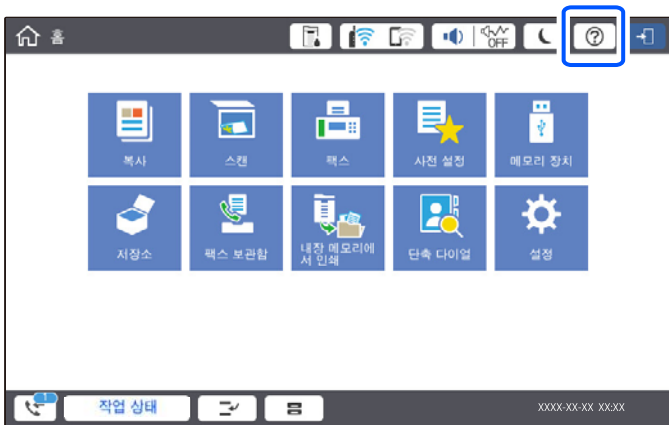 홈
OFF
?
복사
스캔
팩스
사전 설정
메모리 장치
저장소
팩스 보관함
내장 메모리에
서 인쇄
단축 다이얼
설정
1
작업 상태
XXXX-XX-XX XX:XX